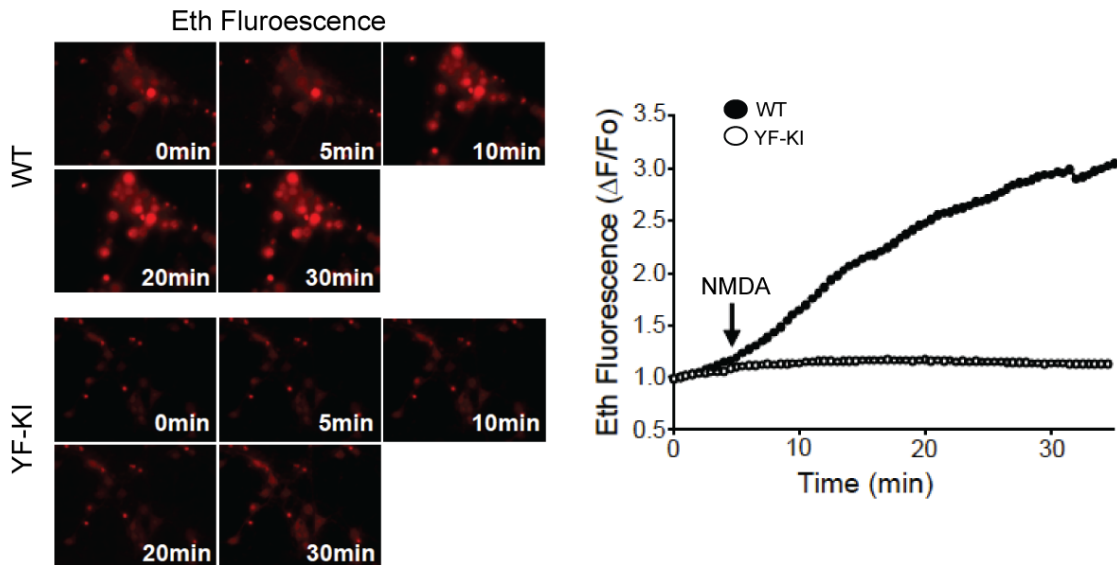 Eth Fluroescence
WT
0min
5min
10min
20min
30min
YF-KI
0min
5min
10min
20min
30min
WT
YF-KI
NMDA
Eth Fluorescence (ΔF/Fo)
3.5
3.0
2.5
2.0
1.5
1.0
0.5
0
10
20
30
Time (min)